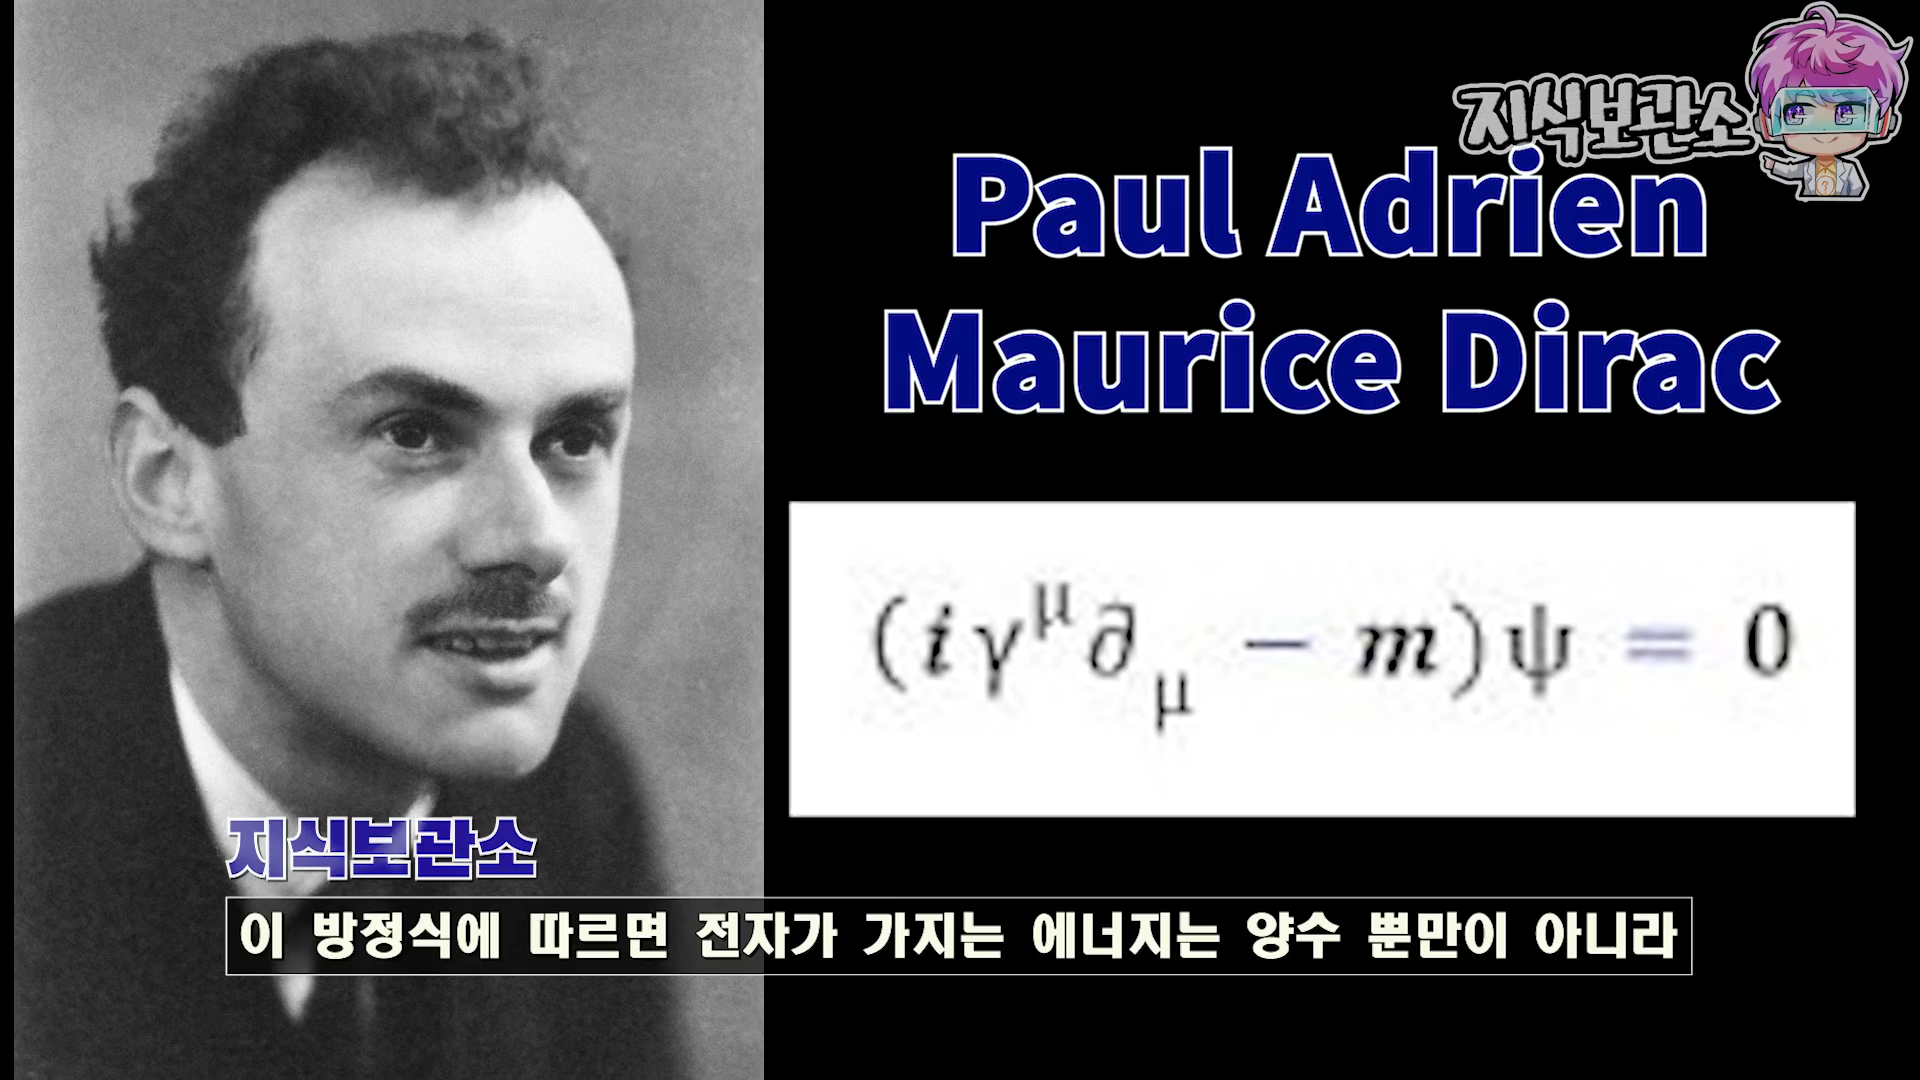 지식보관소
Paul Adrien
Maurice Dirac
(iγ^μ∂_μ − m)ψ = 0
지식보관소
이 방정식에 따르면 전자가 가지는 에너지는 양수 뿐만이 아니라